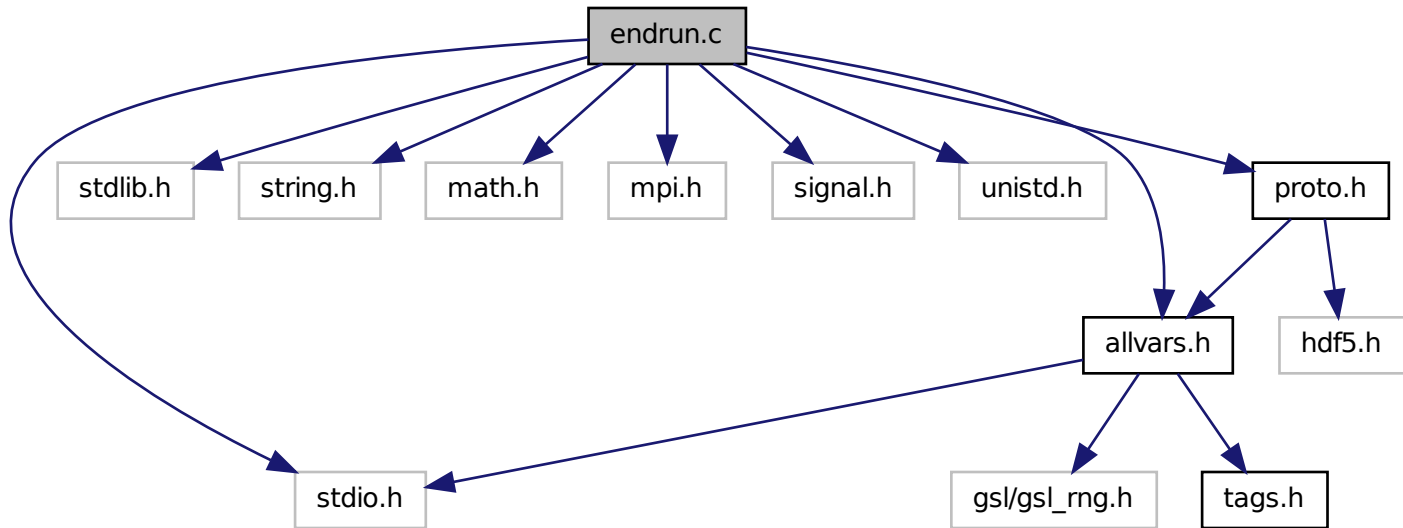 endrun.c
stdlib.h
string.h
math.h
mpi.h
signal.h
unistd.h
proto.h
allvars.h
hdf5.h
stdio.h
gsl/gsl_rng.h
tags.h